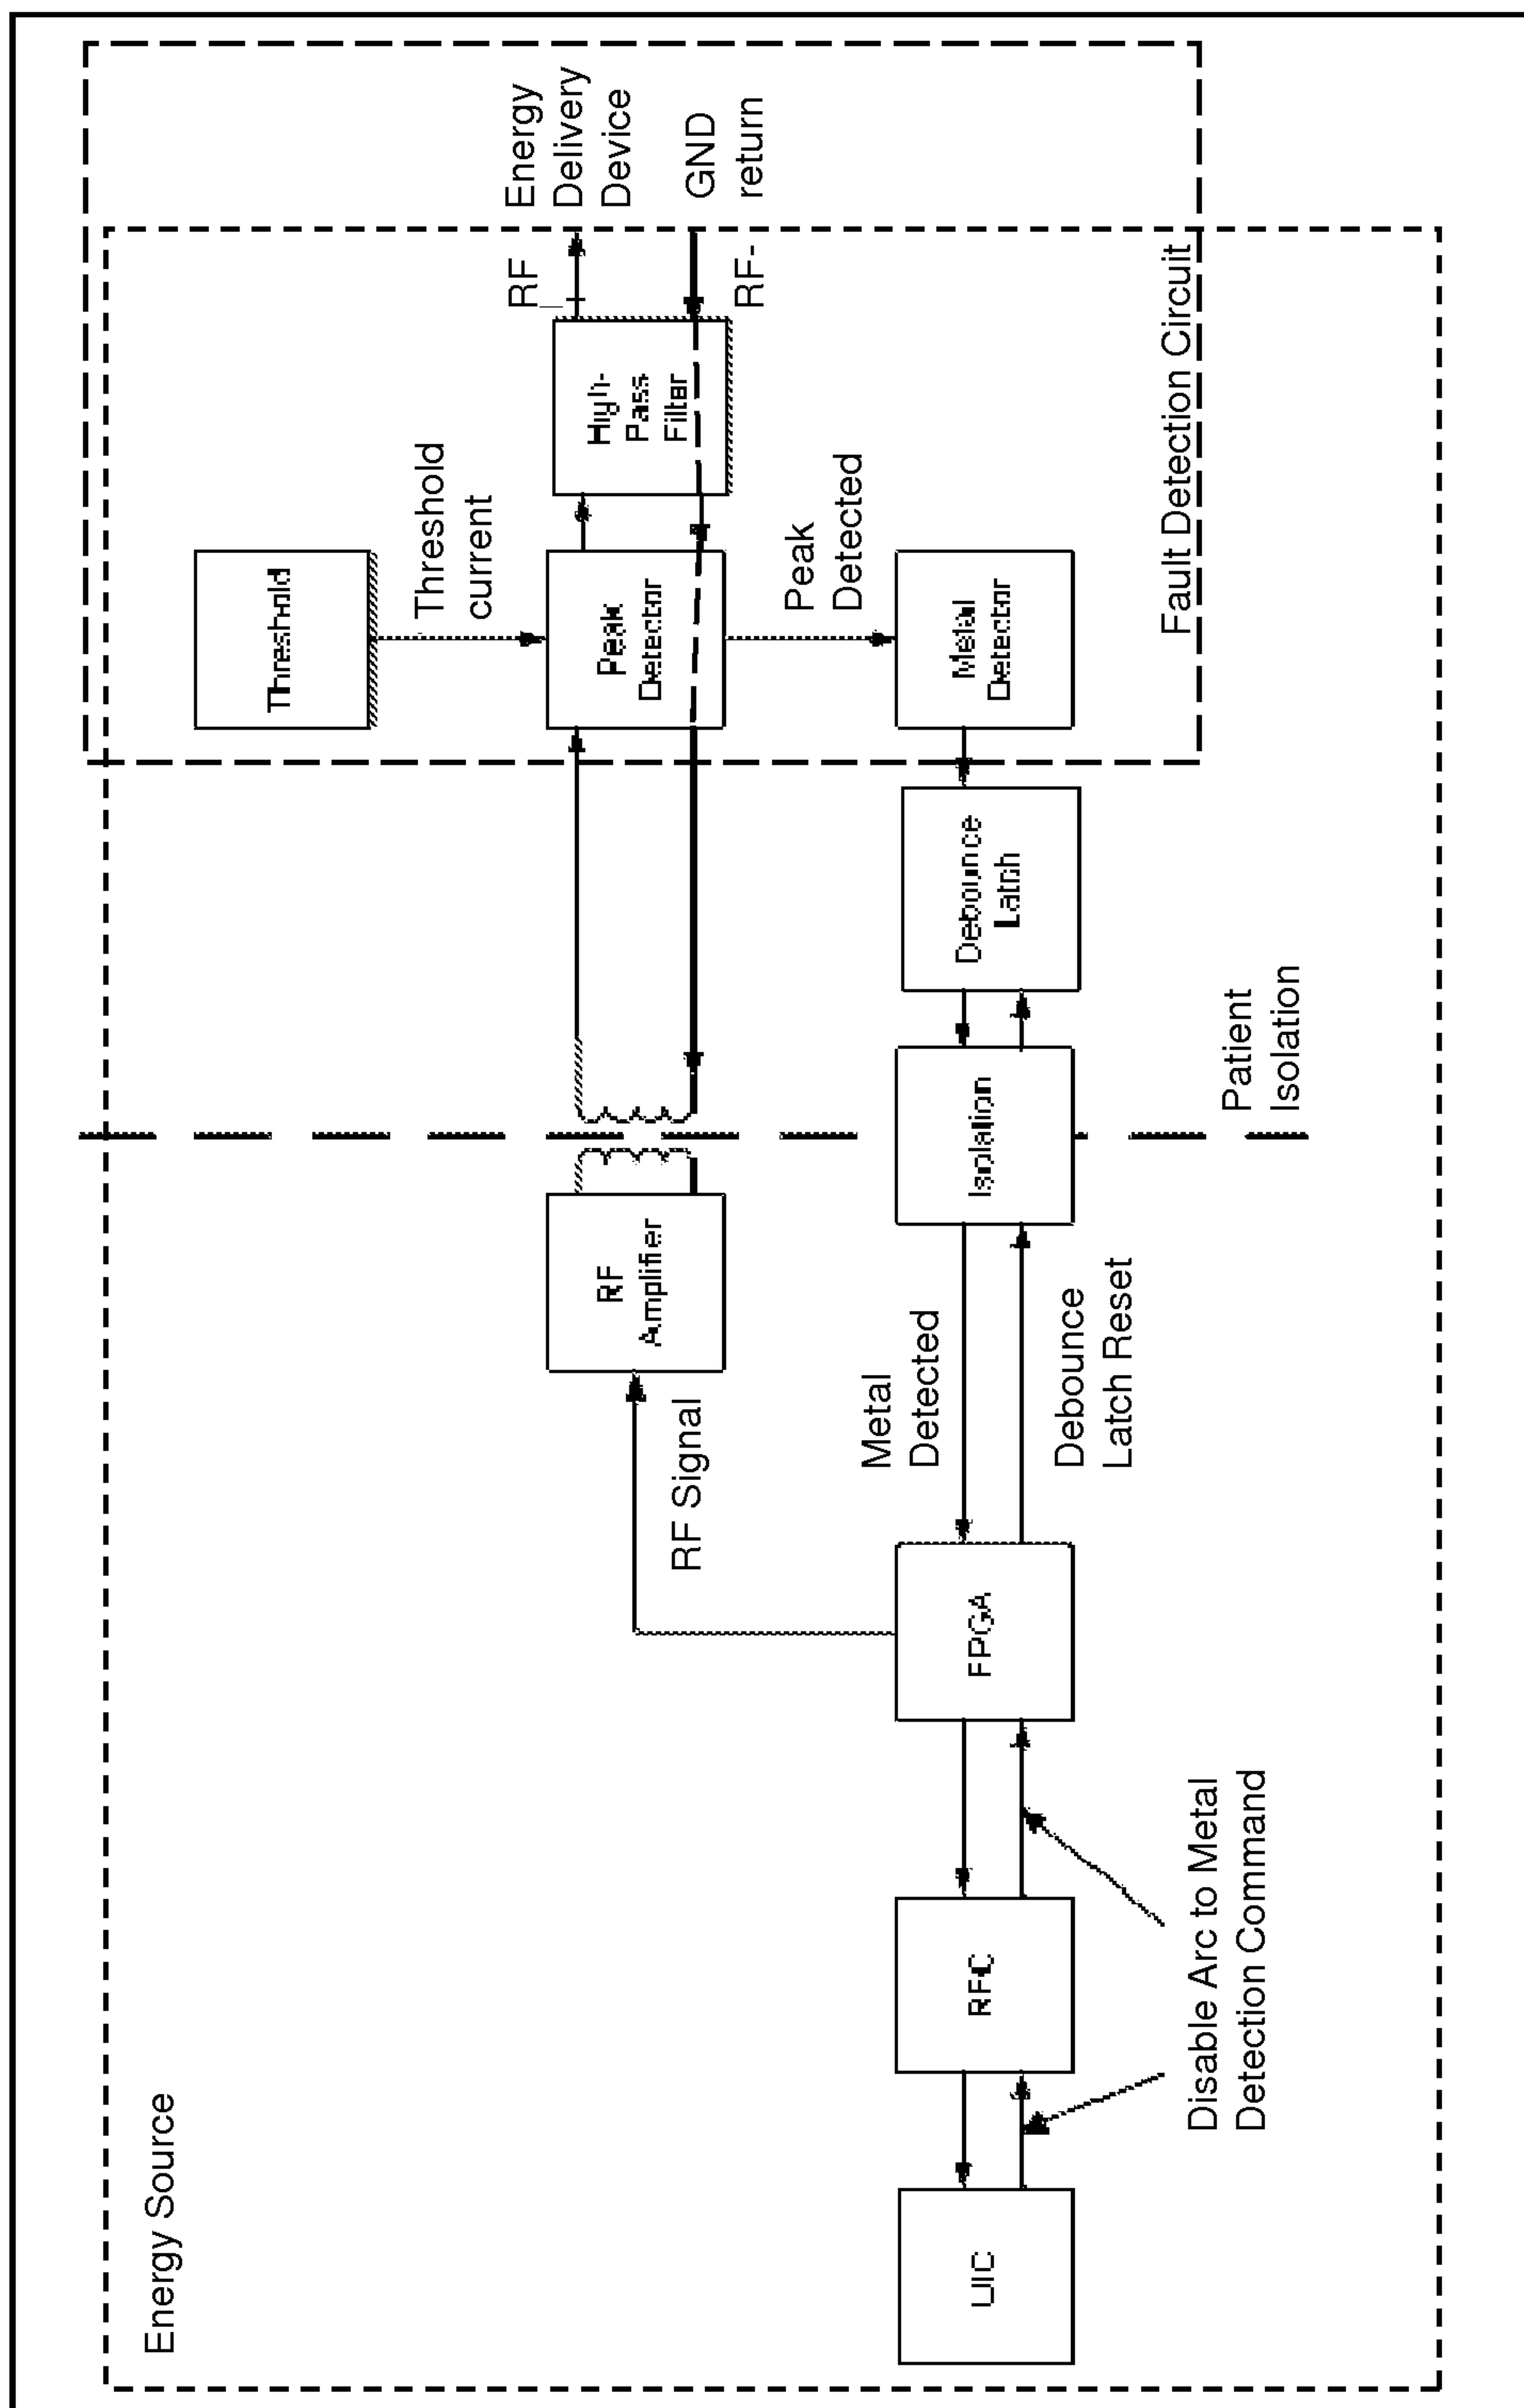 Energy Source
Threshold
Threshold
current
RF
Energy
Delivery
Device
RF
Amplifier
Peak
Detector
High-
Pass
Filter
RF Signal
RF-
GND
return
Peak
Detected
UIC
RFC
FPGA
Metal
Detected
Isolation
Debounce
Latch
Metal
Detector
Debounce
Latch Reset
Disable Arc to Metal
Detection Command
Patient
Isolation
Fault Detection Circuit